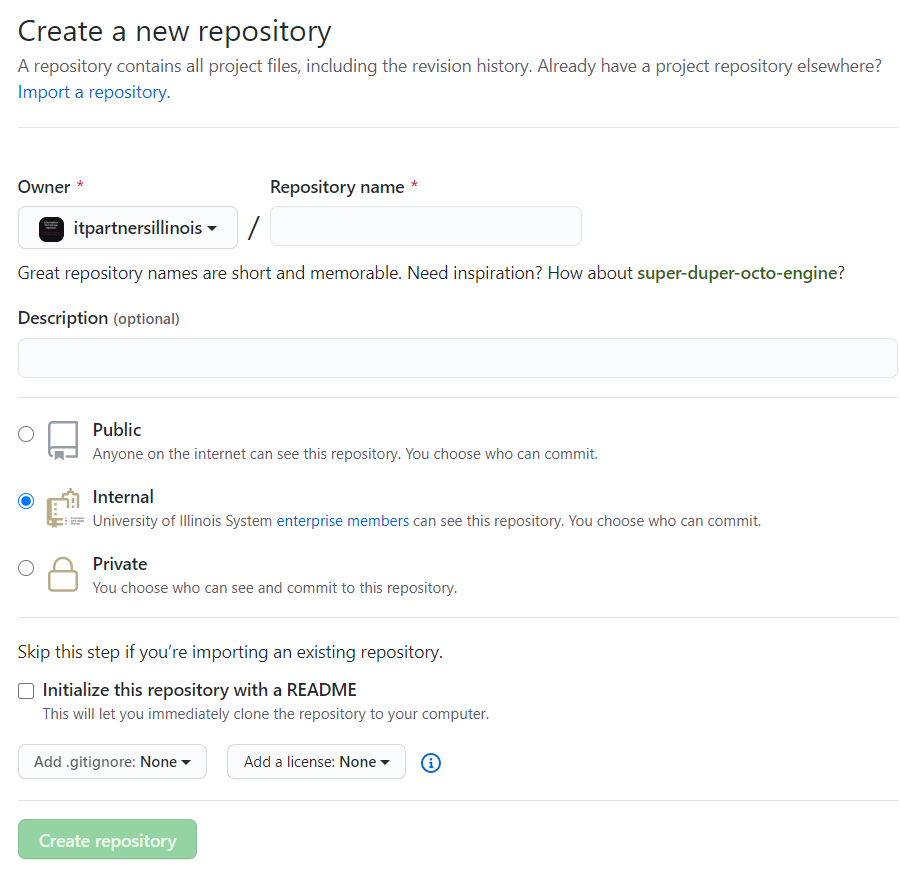 Create a new repository
A repository contains all project files, including the revision history. Already have a project repository elsewhere?
Import a repository.
Owner * Repository name *
itpartnersillinois /
Great repository names are short and memorable. Need inspiration? How about super-duper-octo-engine?
Description (optional)
Public
Anyone on the internet can see this repository. You choose who can commit.
Internal
University of Illinois System enterprise members can see this repository. You choose who can commit.
Private
You choose who can see and commit to this repository.
Skip this step if you’re importing an existing repository.
Initialize this repository with a README
This will let you immediately clone the repository to your computer.
Add .gitignore: None Add a license: None
Create repository